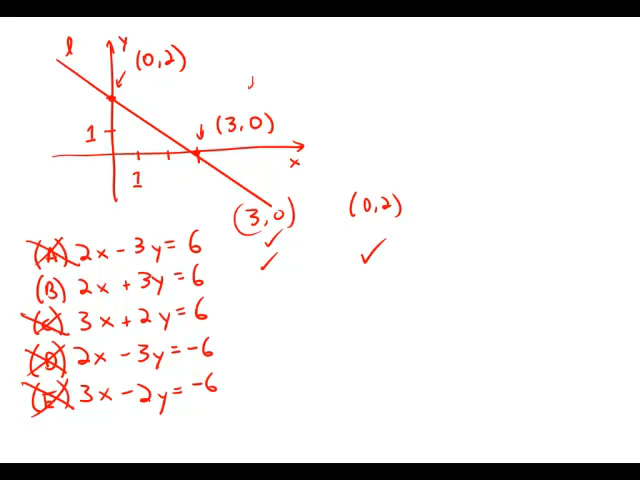 l
y
(0,2)
(3,0)
1
x
1
(3,0) (0,2)
(A) 2x - 3y = 6
(B) 2x + 3y = 6
(C) 3x + 2y = 6
(D) 2x - 3y = -6
(E) 3x - 2y = -6